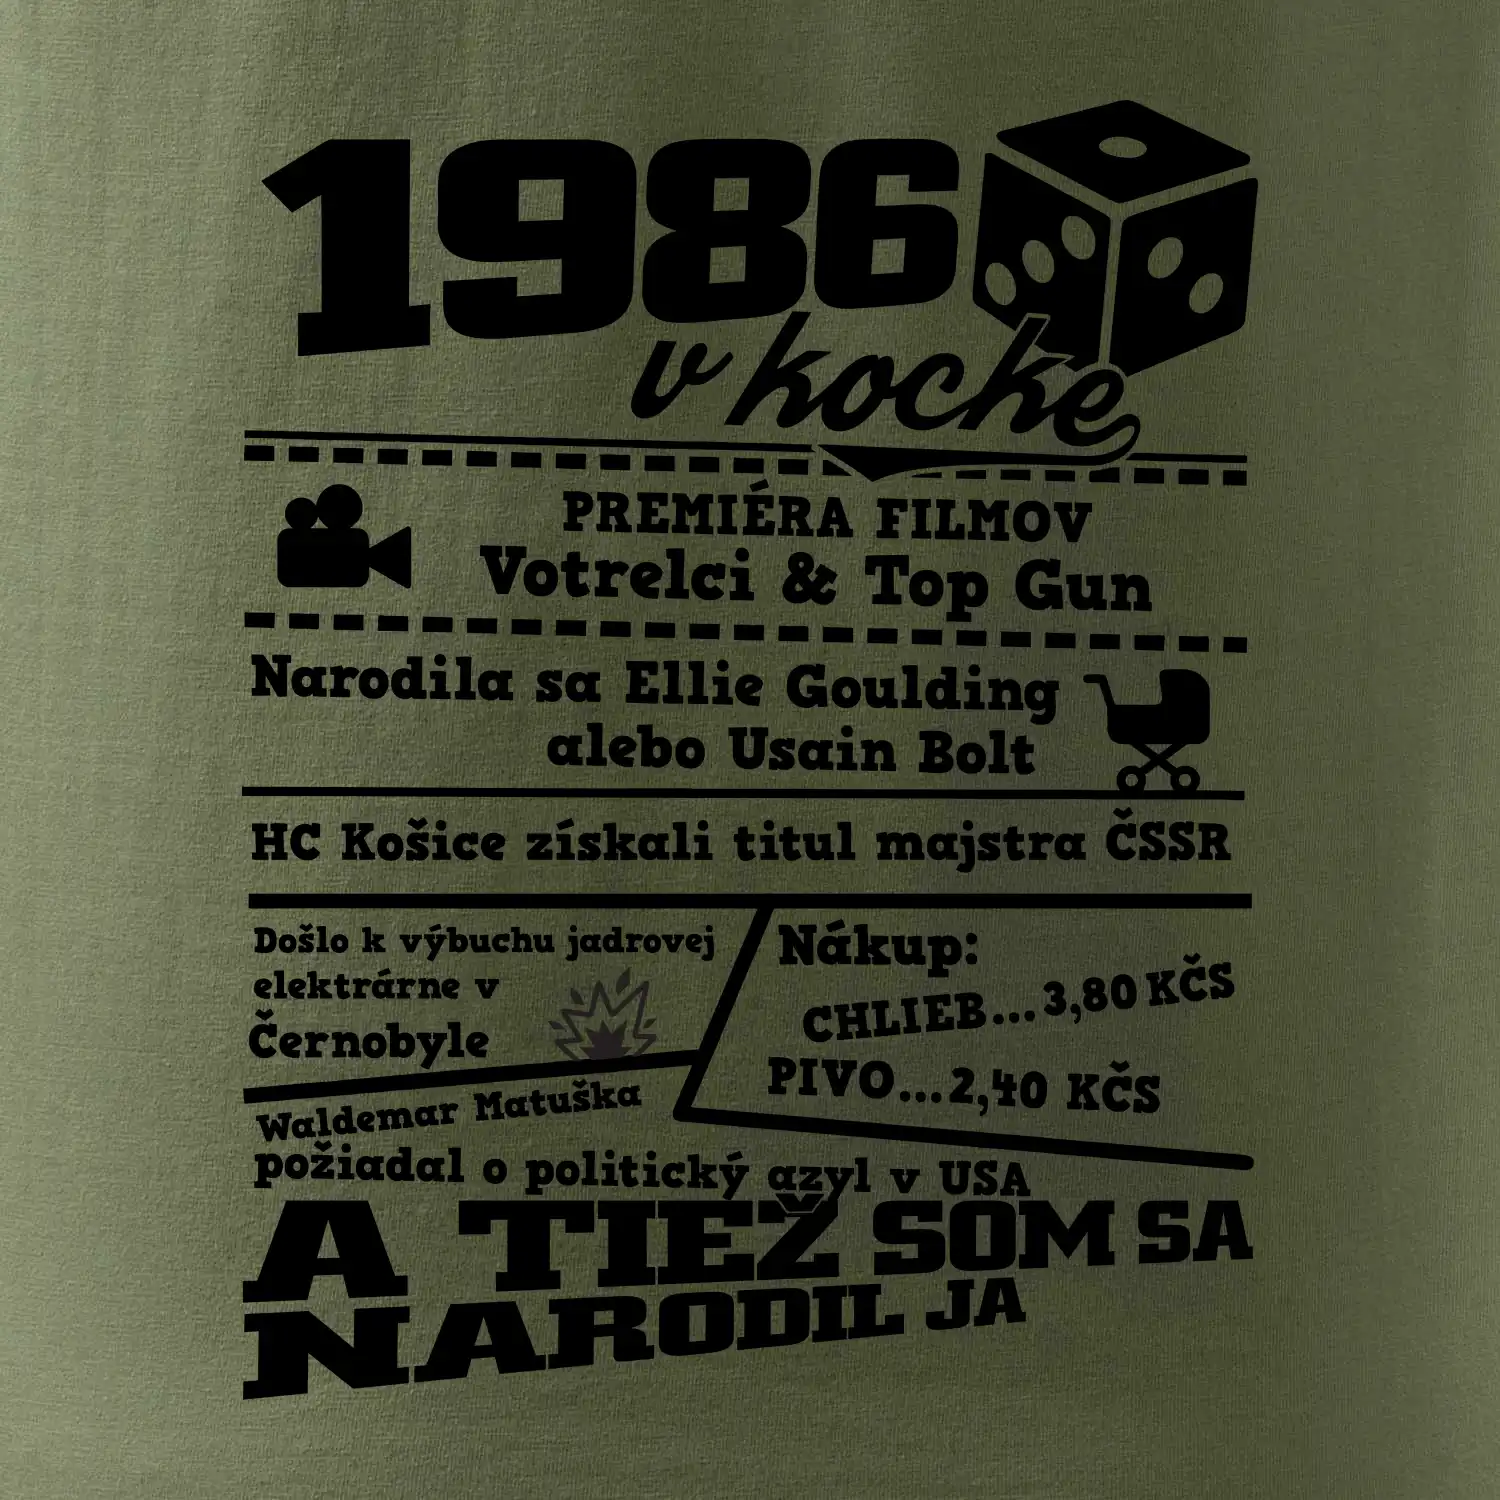 1986
v kocke
PREMIÉRA FILMOV
Votrelci & Top Gun
Narodila sa Ellie Goulding
alebo Usain Bolt
HC Košice získali titul majstra ČSSR
Došlo k výbuchu jadrovej
elektrárne v
Černobyle
Nákup:
CHLIEB...3,80 KČS
PIVO...2,40 KČS
Waldemar Matuška
požiadal o politický azyl v USA
A TIEŽ SOM SA
NARODIL JA